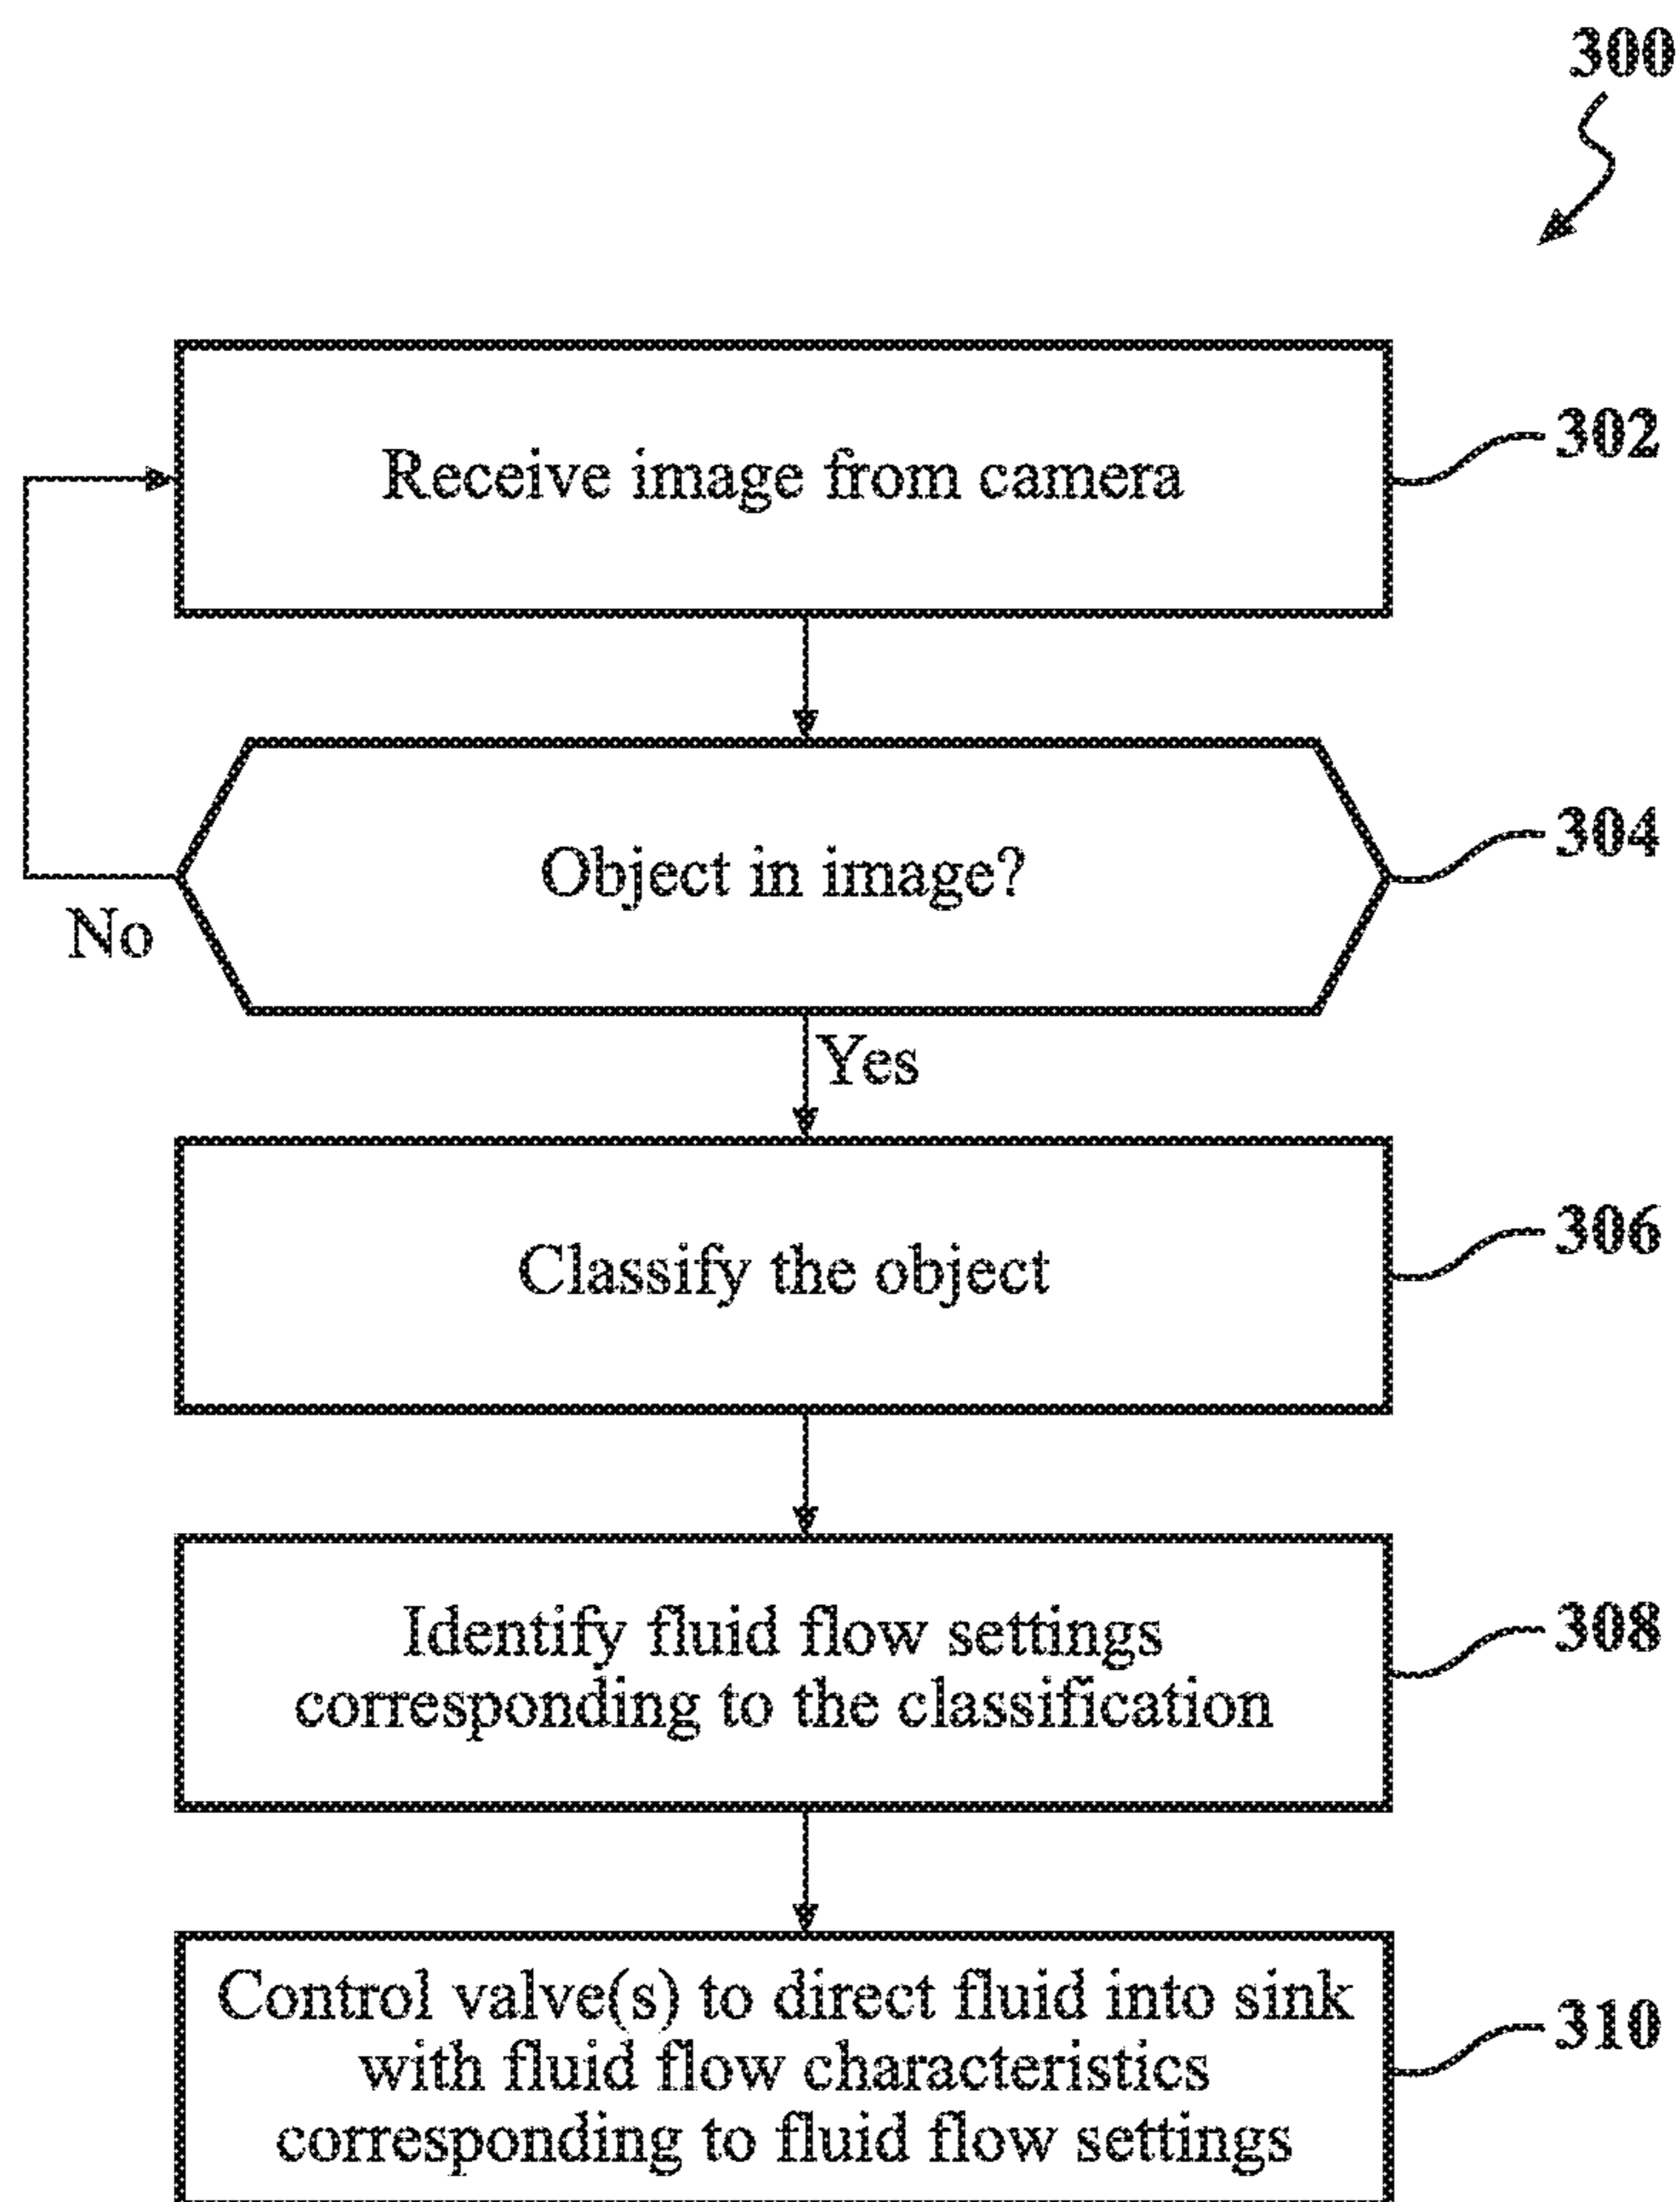 300
Receive image from camera
302
Object in image?
304
No
Yes
Classify the object
306
Identify fluid flow settings
corresponding to the classification
308
Control valve(s) to direct fluid into sink
with fluid flow characteristics
corresponding to fluid flow settings
310